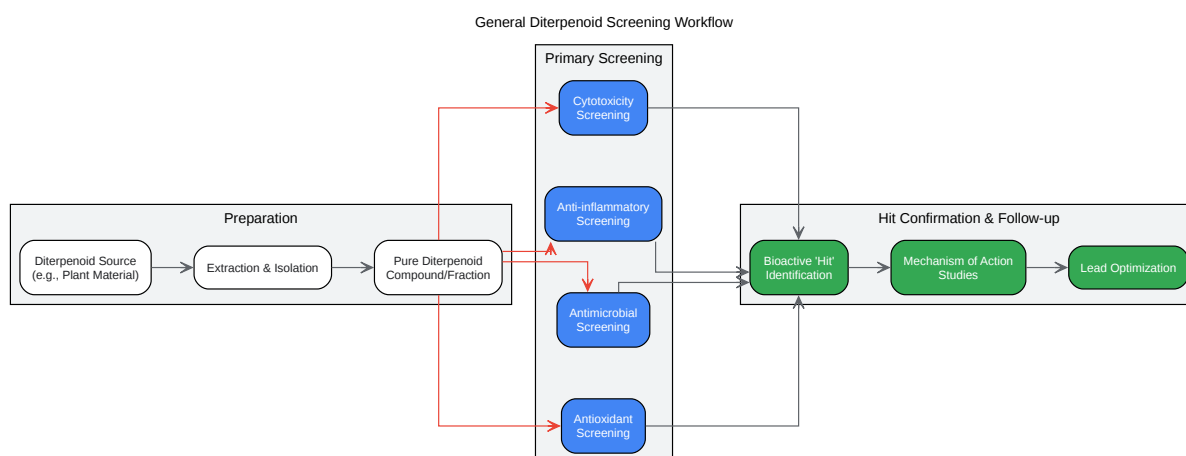 General Diterpenoid Screening Workflow
Primary Screening
Cytotoxicity
Screening
Anti-inflammatory
Screening
Antimicrobial
Screening
Antioxidant
Screening
Preparation
Diterpenoid Source
(e.g., Plant Material)
Extraction & Isolation
Pure Diterpenoid
Compound/Fraction
Hit Confirmation & Follow-up
Bioactive 'Hit'
Identification
Mechanism of Action
Studies
Lead Optimization